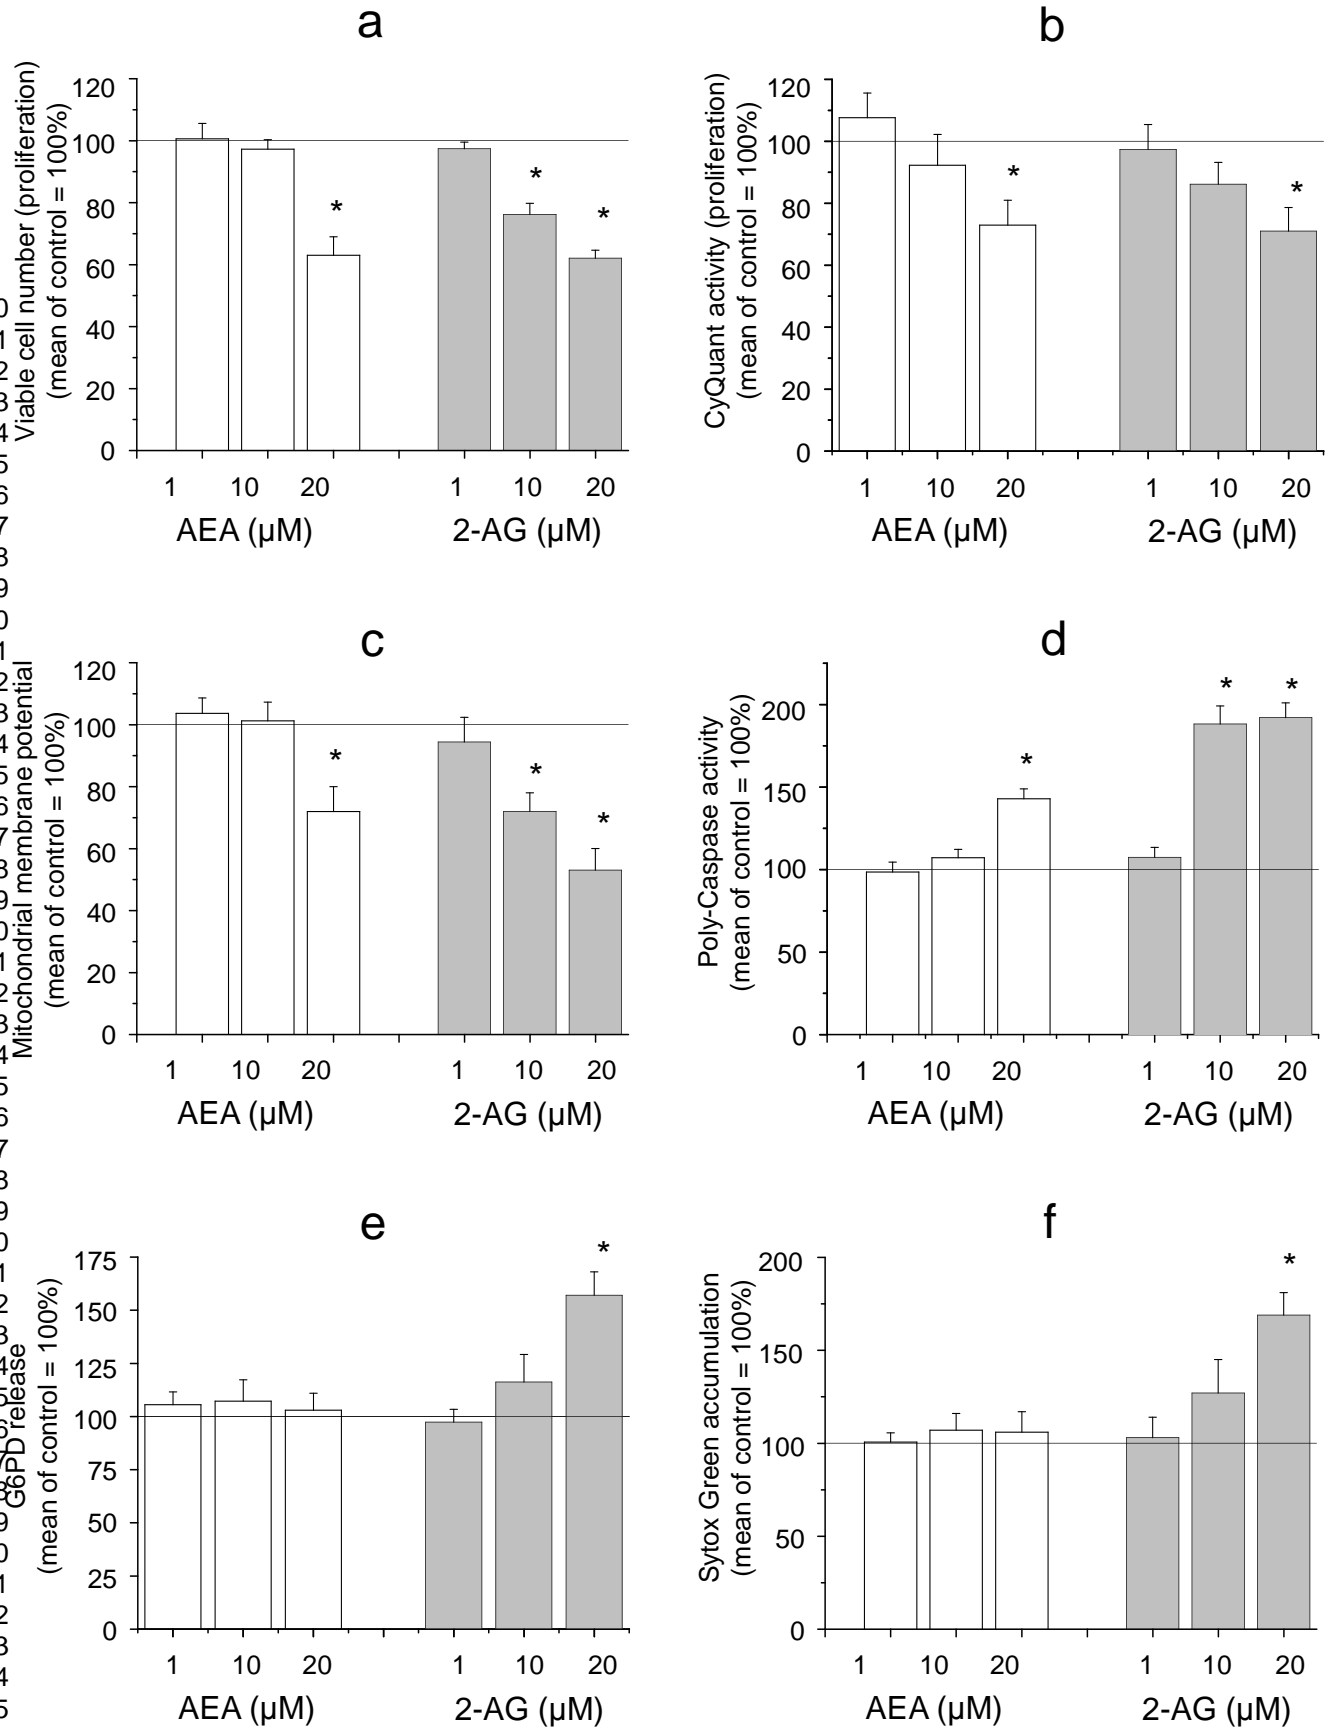 a
Viable cell number (proliferation)
(mean of control = 100%)
120
100
80
60
40
20
0
*
*
*
1 10 20 1 10 20
AEA (µM) 2-AG (µM)
b
CyQuant activity (proliferation)
(mean of control = 100%)
120
100
80
60
40
20
0
*
*
1 10 20 1 10 20
AEA (µM) 2-AG (µM)
c
Mitochondrial membrane potential
(mean of control = 100%)
120
100
80
60
40
20
0
*
*
*
1 10 20 1 10 20
AEA (µM) 2-AG (µM)
d
Poly-Caspase activity
(mean of control = 100%)
200
150
100
50
0
*
*
*
1 10 20 1 10 20
AEA (µM) 2-AG (µM)
e
G6PD release
(mean of control = 100%)
175
150
125
100
75
50
25
0
*
1 10 20 1 10 20
AEA (µM) 2-AG (µM)
f
Sytox Green accumulation
(mean of control = 100%)
200
150
100
50
0
*
1 10 20 1 10 20
AEA (µM) 2-AG (µM)